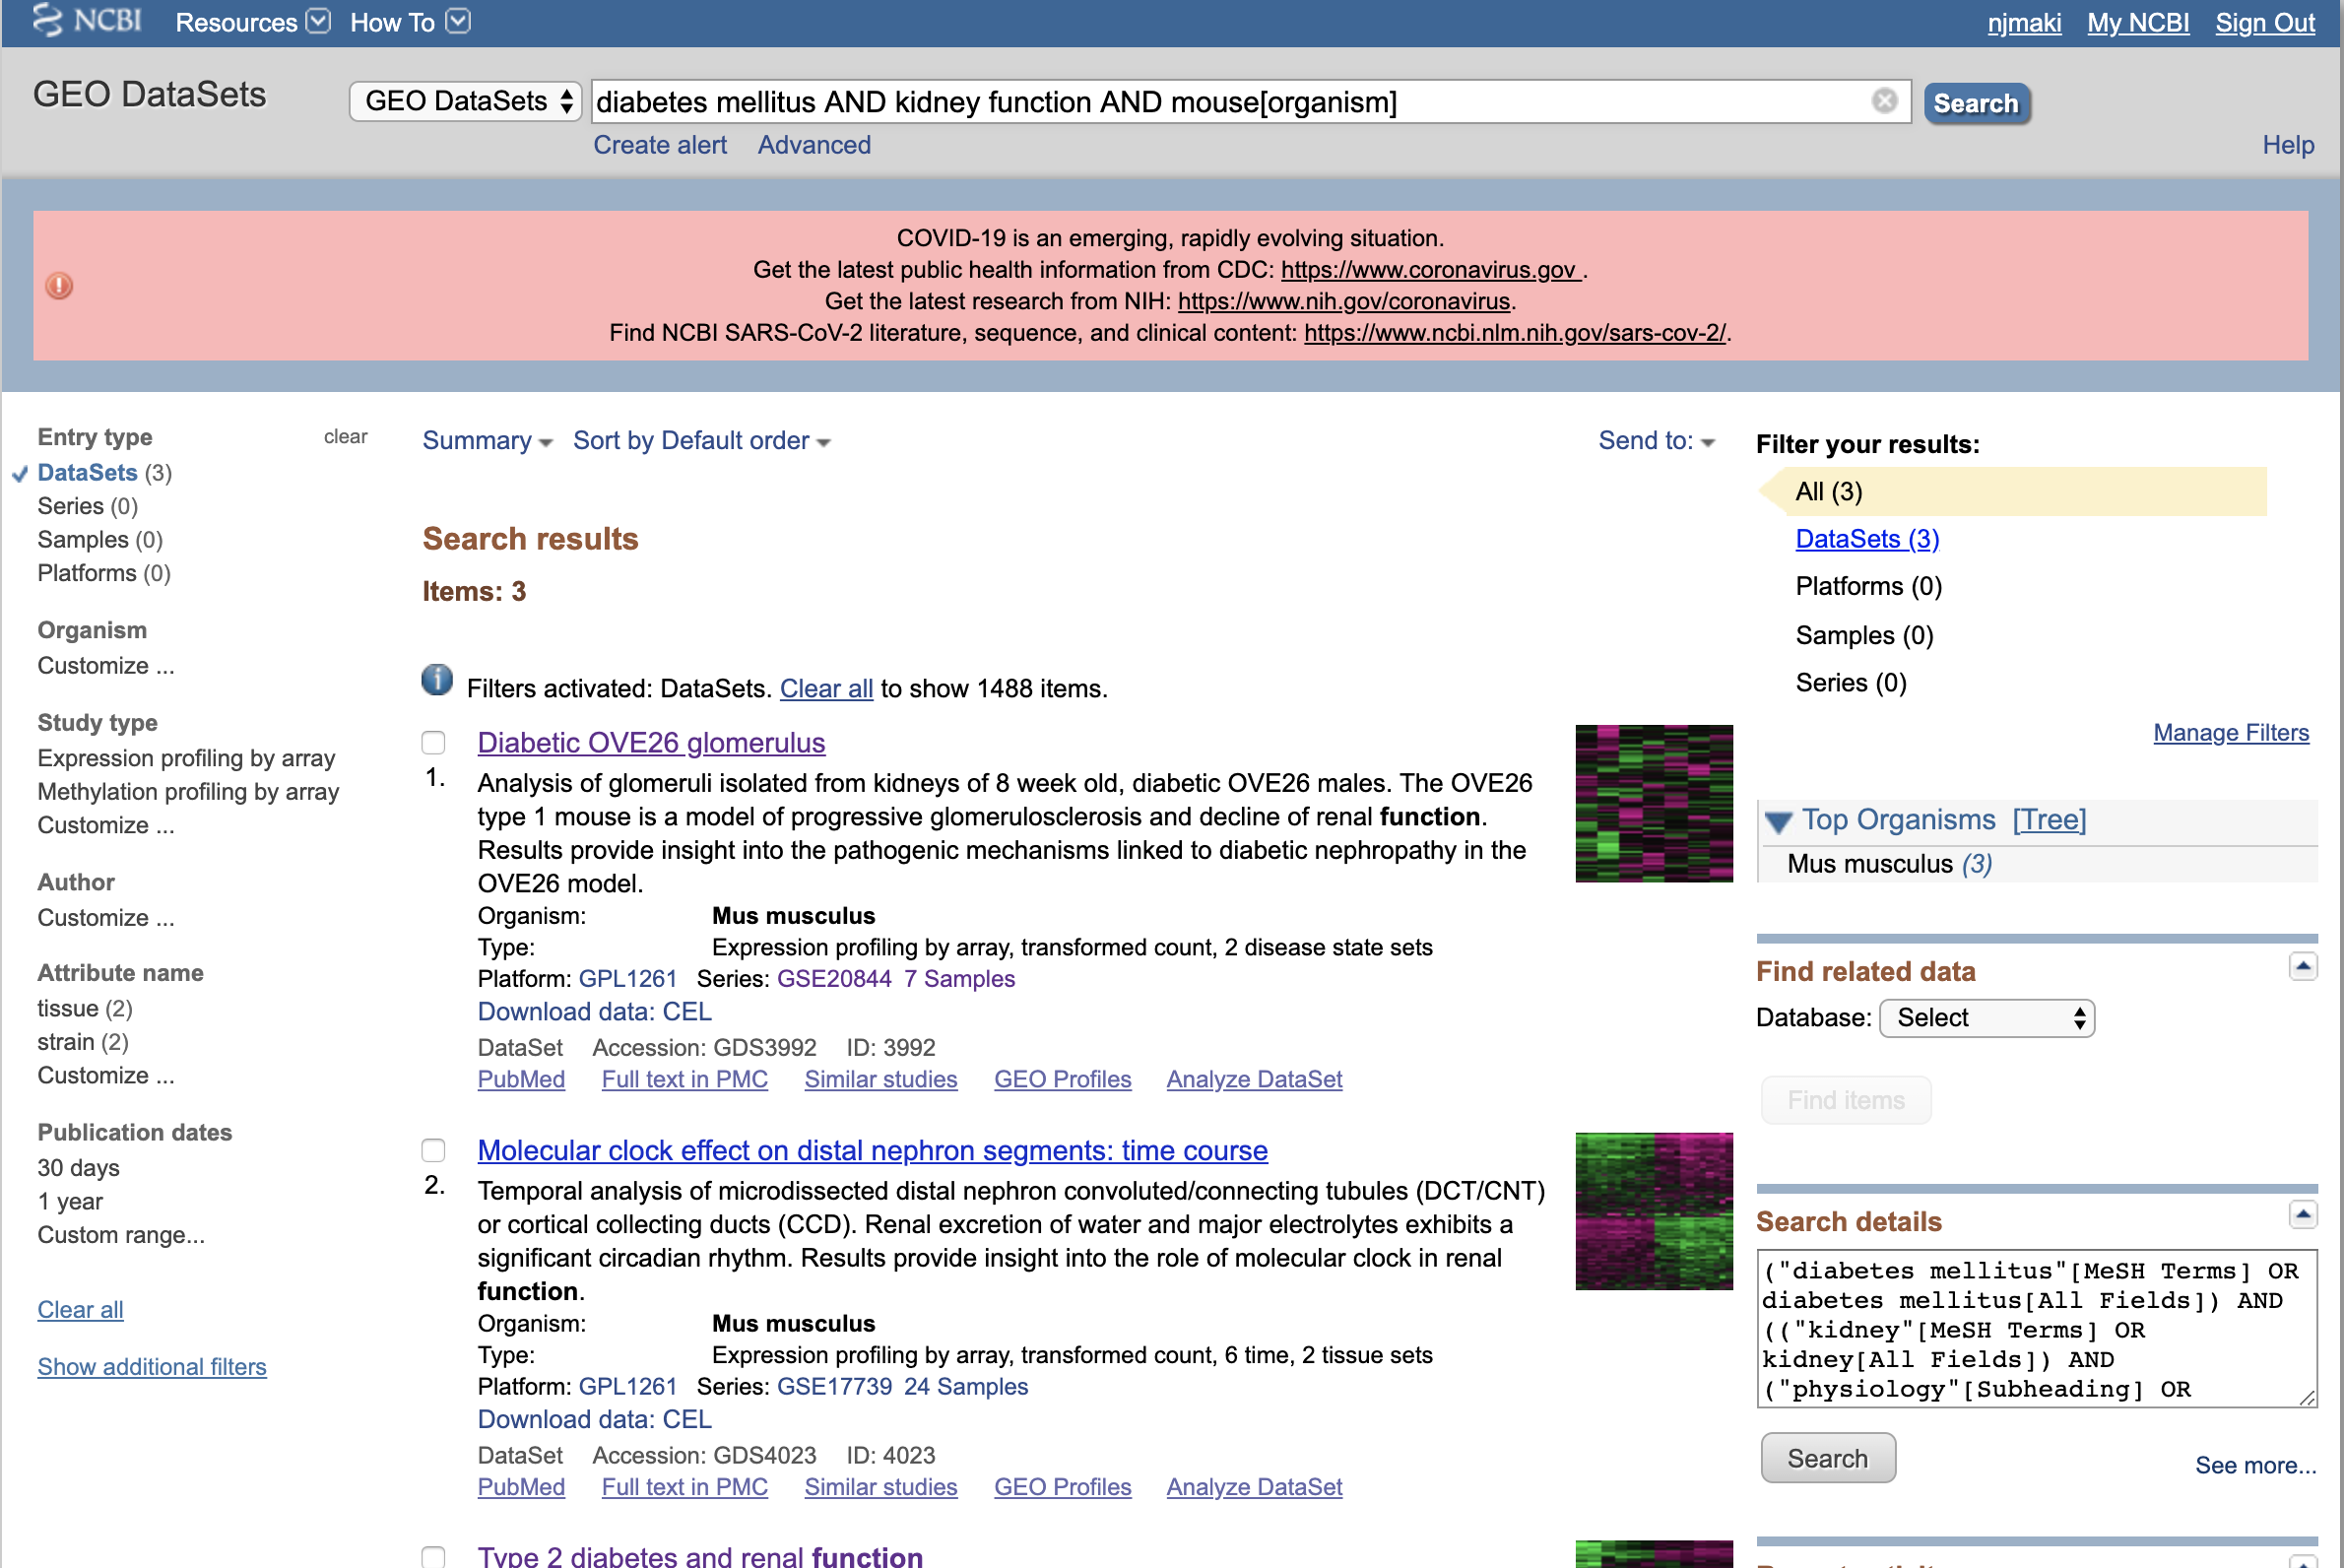 NCBI Resources How To njmaki My NCBI Sign Out
GEO DataSets GEO DataSets diabetes mellitus AND kidney function AND mouse[organism] Search
Create alert Advanced Help
COVID-19 is an emerging, rapidly evolving situation.
Get the latest public health information from CDC: https://www.coronavirus.gov .
Get the latest research from NIH: https://www.nih.gov/coronavirus.
Find NCBI SARS-CoV-2 literature, sequence, and clinical content: https://www.ncbi.nlm.nih.gov/sars-cov-2/.
Entry type clear
DataSets (3)
Series (0)
Samples (0)
Platforms (0)
Organism
Customize ...
Study type
Expression profiling by array
Methylation profiling by array
Customize ...
Author
Customize ...
Attribute name
tissue (2)
strain (2)
Customize ...
Publication dates
30 days
1 year
Custom range...
Clear all
Show additional filters
Summary Sort by Default order Send to:
Search results
Items: 3
Filters activated: DataSets. Clear all to show 1488 items.
Diabetic OVE26 glomerulus
1. Analysis of glomeruli isolated from kidneys of 8 week old, diabetic OVE26 males. The OVE26
type 1 mouse is a model of progressive glomerulosclerosis and decline of renal function.
Results provide insight into the pathogenic mechanisms linked to diabetic nephropathy in the
OVE26 model.
Organism: Mus musculus
Type: Expression profiling by array, transformed count, 2 disease state sets
Platform: GPL1261 Series: GSE20844 7 Samples
Download data: CEL
DataSet Accession: GDS3992 ID: 3992
PubMed Full text in PMC Similar studies GEO Profiles Analyze DataSet
Molecular clock effect on distal nephron segments: time course
2. Temporal analysis of microdissected distal nephron convoluted/connecting tubules (DCT/CNT)
or cortical collecting ducts (CCD). Renal excretion of water and major electrolytes exhibits a
significant circadian rhythm. Results provide insight into the role of molecular clock in renal
function.
Organism: Mus musculus
Type: Expression profiling by array, transformed count, 6 time, 2 tissue sets
Platform: GPL1261 Series: GSE17739 24 Samples
Download data: CEL
DataSet Accession: GDS4023 ID: 4023
PubMed Full text in PMC Similar studies GEO Profiles Analyze DataSet
Type 2 diabetes and renal function
Filter your results:
All (3)
DataSets (3)
Platforms (0)
Samples (0)
Series (0)
Manage Filters
Top Organisms [Tree]
Mus musculus (3)
Find related data
Database: Select
Find items
Search details
("diabetes mellitus"[MeSH Terms] OR
diabetes mellitus[All Fields]) AND
(("kidney"[MeSH Terms] OR
kidney[All Fields]) AND
("physiology"[Subheading] OR
Search
See more...